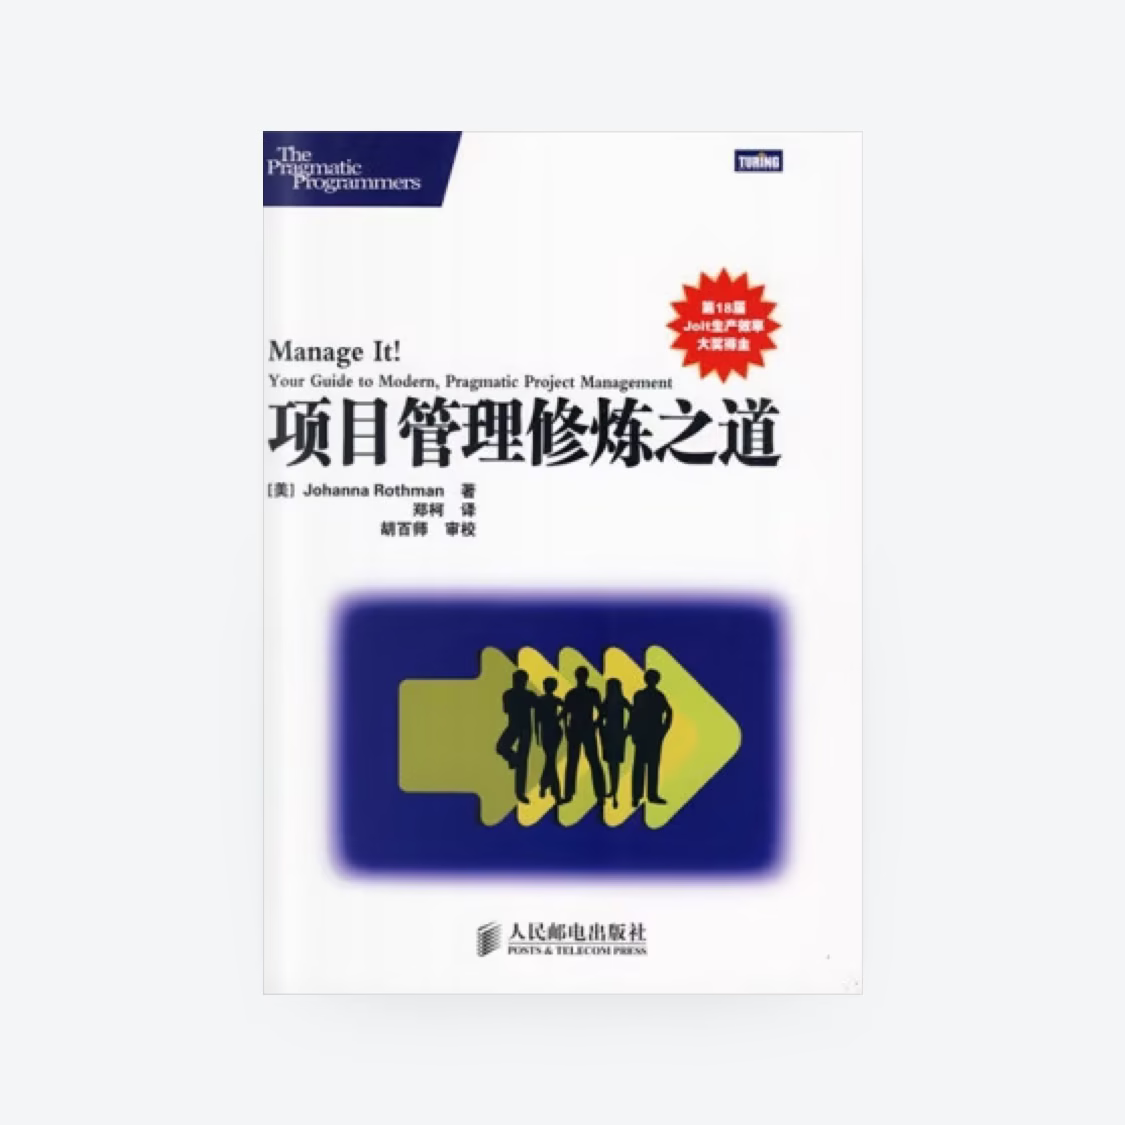 The
Pragmatic
Programmers
TURING
第18届
Jolt生产效率
大奖得主
Manage It!
Your Guide to Modern, Pragmatic Project Management
项目管理修炼之道
[美] Johanna Rothman 著
郑柯 译
胡百师 审校
人民邮电出版社
POSTS & TELECOM PRESS